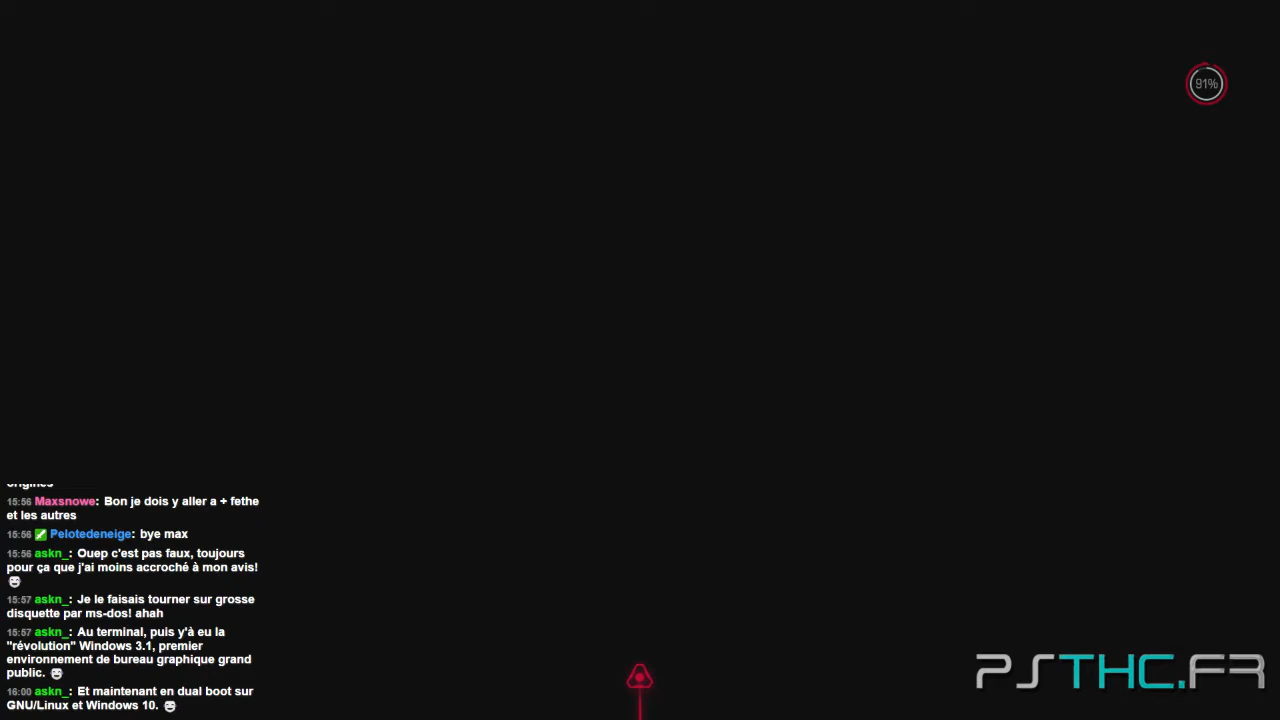 91%
origines
15:56 Maxsnowe: Bon je dois y aller a + fethe
et les autres
15:56 Pelotedeneige: bye max
15:56 askn_: Ouep c'est pas faux, toujours
pour ça que j'ai moins accroché à mon avis!
15:57 askn_: Je le faisais tourner sur grosse
disquette par ms-dos! ahah
15:57 askn_: Au terminal, puis y'à eu la
"révolution" Windows 3.1, premier
environnement de bureau graphique grand
public.
16:00 askn_: Et maintenant en dual boot sur
GNU/Linux et Windows 10.
PSTHC.FR